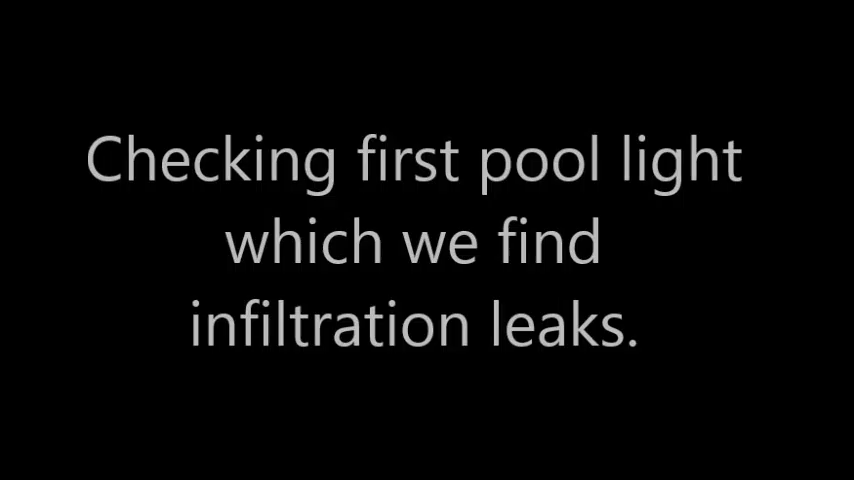 Checking first pool light
which we find
infiltration leaks.